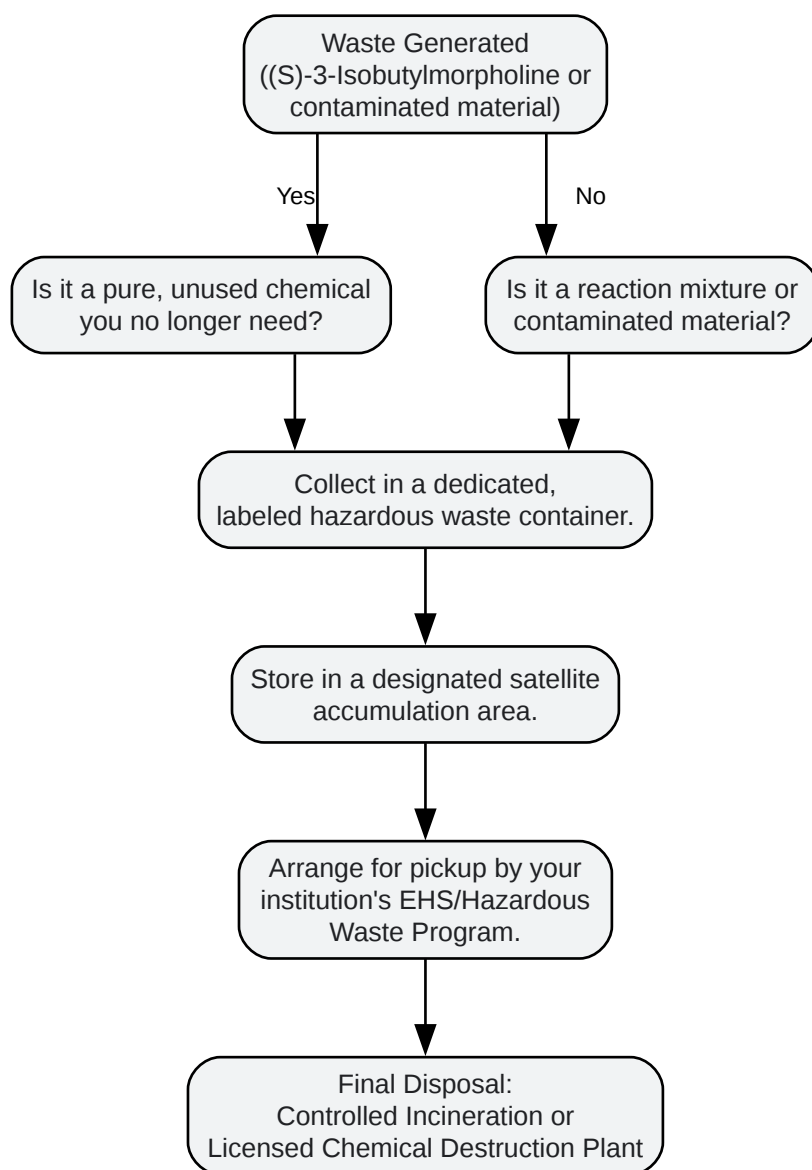 Waste Generated
((S)-3-Isobutylmorpholine or
contaminated material)
Yes
No
Is it a pure, unused chemical
you no longer need?
Is it a reaction mixture or
contaminated material?
Collect in a dedicated,
labeled hazardous waste container.
Store in a designated satellite
accumulation area.
Arrange for pickup by your
institution's EHS/Hazardous
Waste Program.
Final Disposal:
Controlled Incineration or
Licensed Chemical Destruction Plant